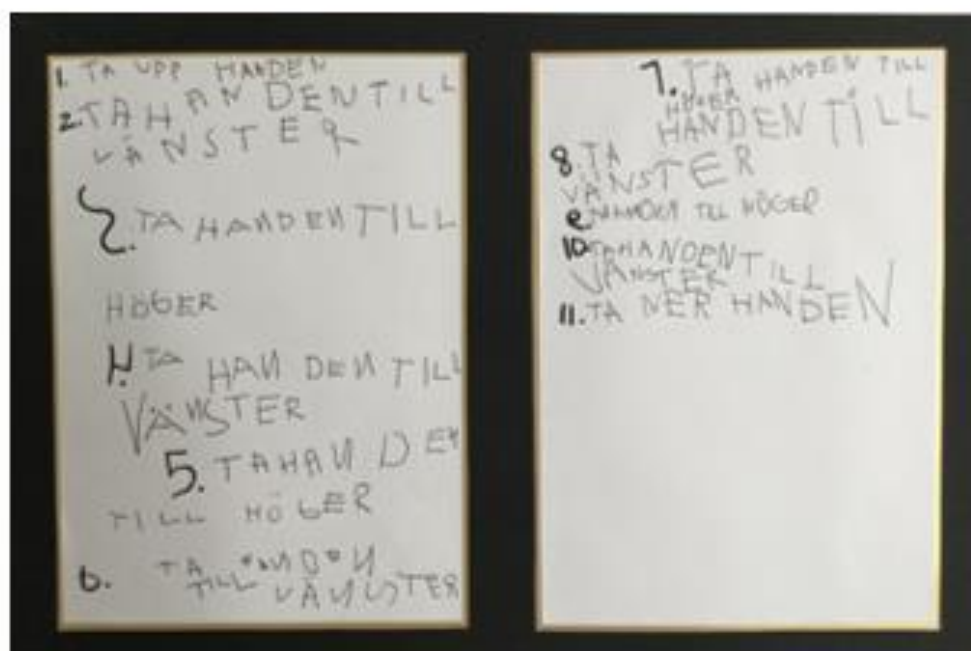 1. TA UPP HANDEN
2. TA HANDEN TILL
VÄNSTER
3. TA HANDEN TILL
HÖGER
4. TA HANDEN TILL
VÄNSTER
5. TA HANDEN
TILL HÖGER
6. TA
TILL VÄNSTER
7. TA HANDEN TILL
HÖGER
HANDEN TILL
8. TA
VÄNSTER
TILL HÖGER
10. TA HANDEN TILL
VÄNSTER
11. TA NER HANDEN